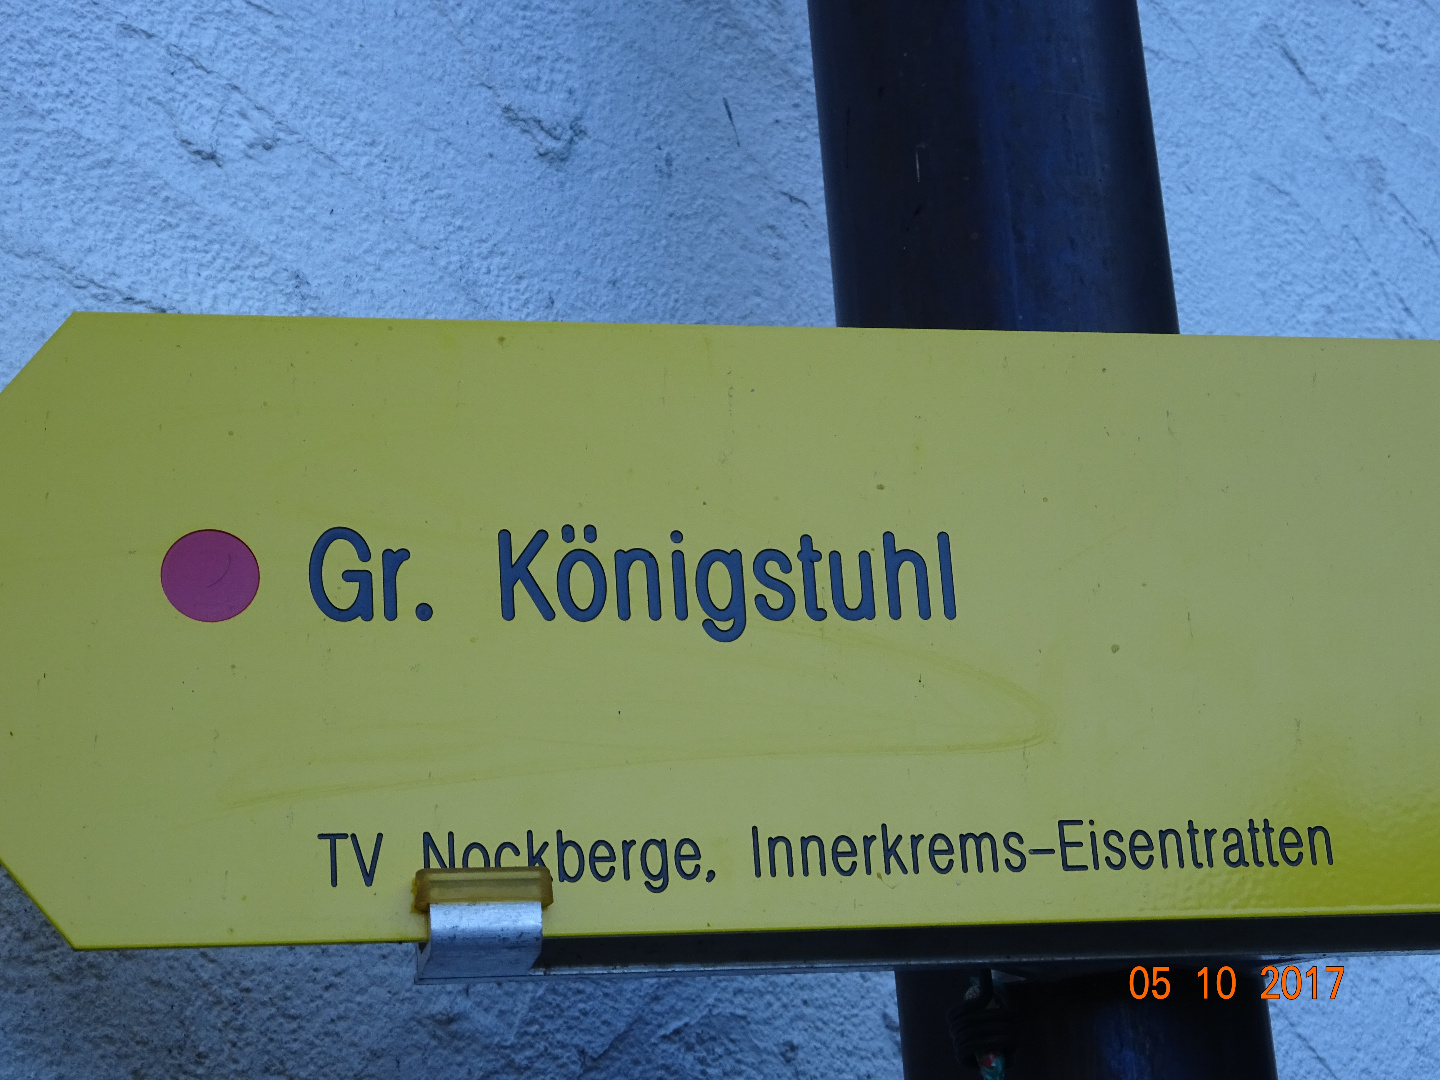 Gr. Königstuhl
TV Nockberge, Innerkrems-Eisentratten
05 10 2017